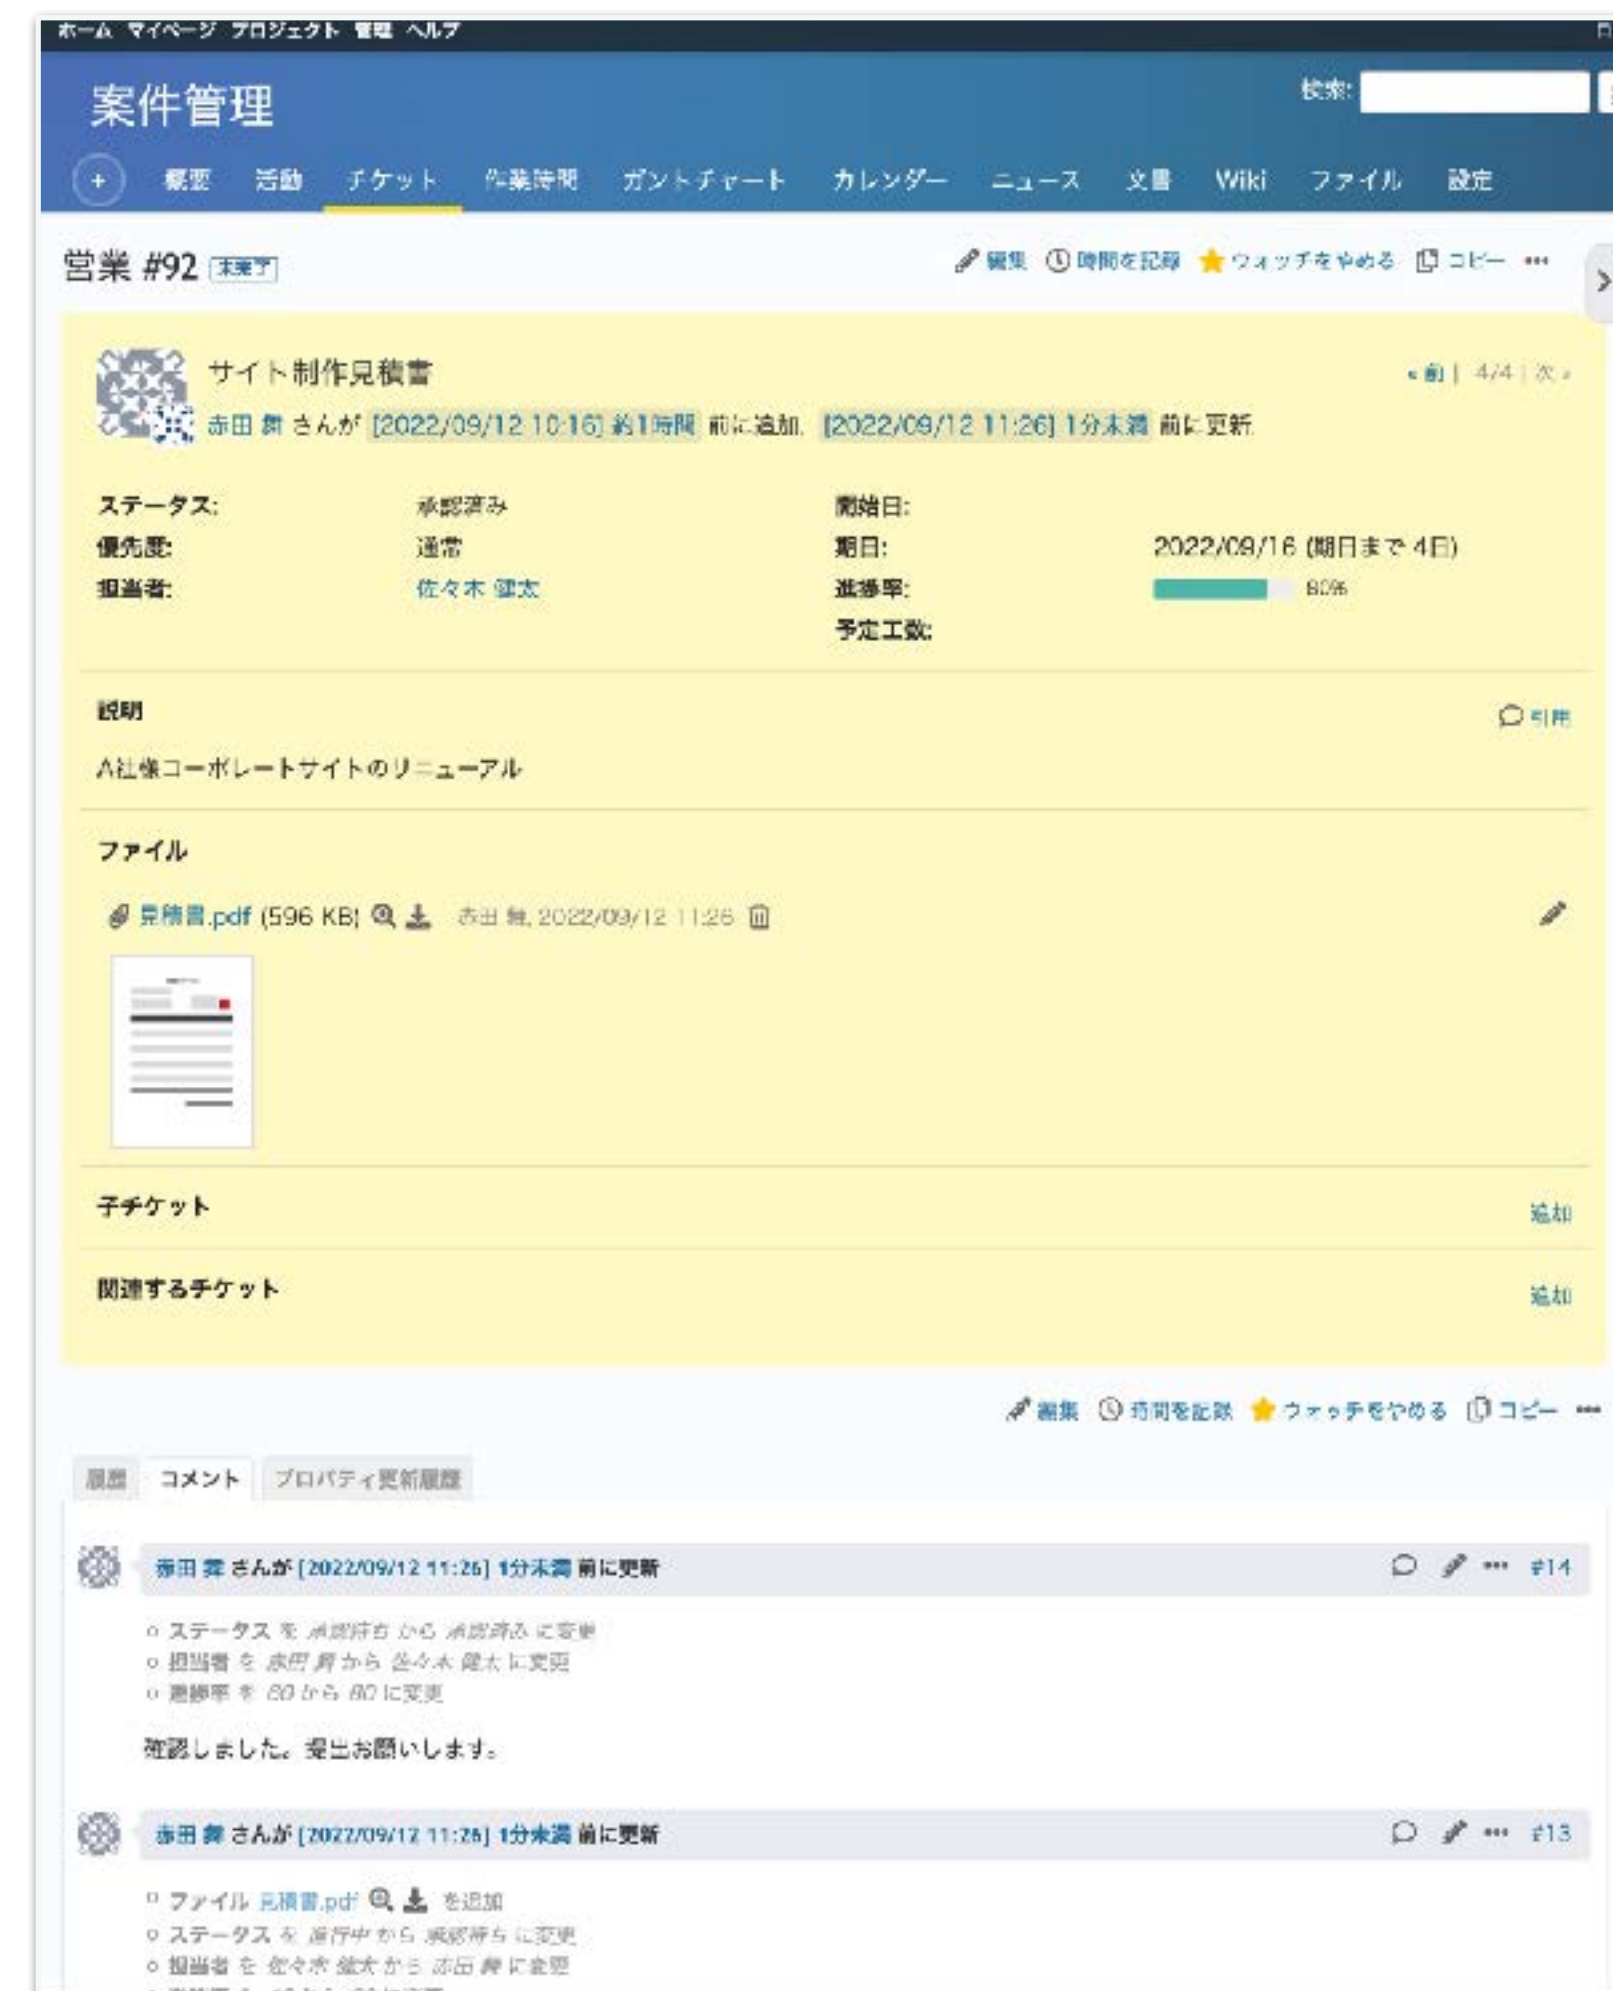 ホーム マイページ プロジェクト 管理 ヘルプ
案件管理
検索:
+ 概要 活動 チケット 作業時間 ガントチャート カレンダー ニュース 文書 Wiki ファイル 設定
営業 #92 未完了
編集 時間を記録 ウォッチをやめる コピー •••
サイト制作見積書
« 前 | 4/4 | 次 »
赤田 舞 さんが [2022/09/12 10:16] 約1時間 前に追加. [2022/09/12 11:26] 1分未満 前に更新.
ステータス: 承認済み 開始日:
優先度: 通常 期日: 2022/09/16 (期日まで 4日)
担当者: 佐々木 健太 進捗率: 80%
予定工数:
説明
引用
A社様コーポレートサイトのリニューアル
ファイル
見積書.pdf (596 KB) 赤田 舞, 2022/09/12 11:26
子チケット 追加
関連するチケット 追加
編集 時間を記録 ウォッチをやめる コピー •••
履歴 コメント プロパティ更新履歴
赤田 舞 さんが [2022/09/12 11:26] 1分未満 前に更新 ••• #14
ステータス を 承認待ち から 承認済み に変更
担当者 を 赤田 舞 から 佐々木 健太 に変更
進捗率 を 60 から 80 に変更
確認しました。提出お願いします。
赤田 舞 さんが [2022/09/12 11:26] 1分未満 前に更新 ••• #13
ファイル 見積書.pdf を追加
ステータス を 進行中 から 承認待ち に変更
担当者 を 佐々木 健太 から 赤田 舞 に変更